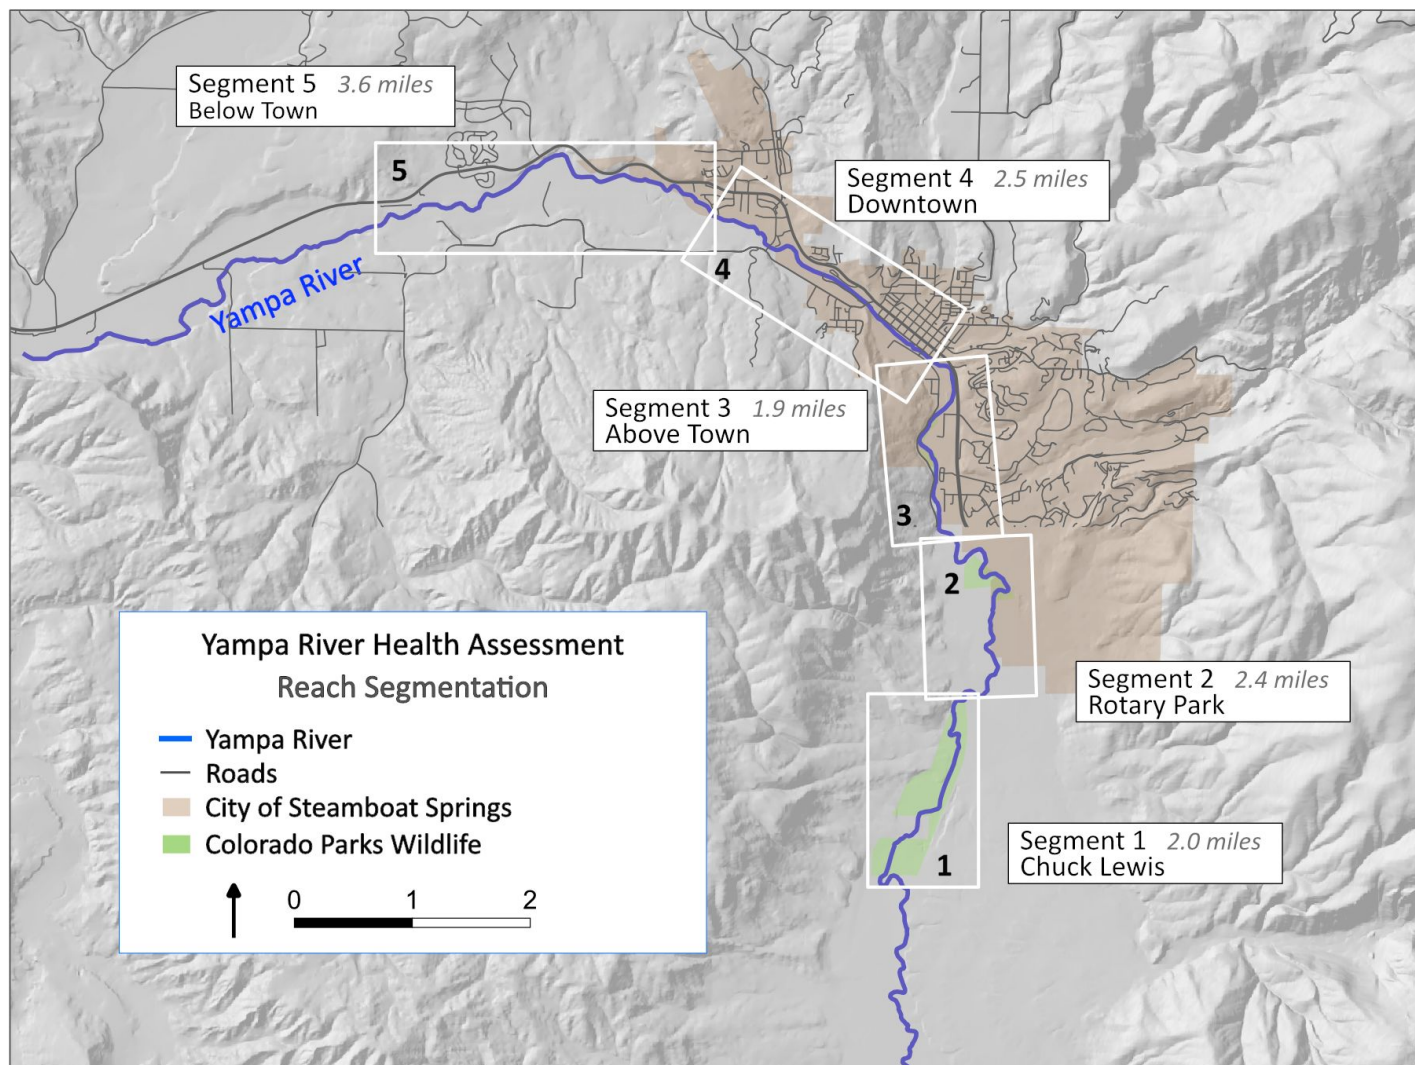 Segment 5 3.6 miles
Below Town
5
Segment 4 2.5 miles
Downtown
4
Yampa River
Segment 3 1.9 miles
Above Town
3
2
Yampa River Health Assessment
Reach Segmentation
Yampa River
Roads
City of Steamboat Springs
Colorado Parks Wildlife
0 1 2
Segment 2 2.4 miles
Rotary Park
Segment 1 2.0 miles
Chuck Lewis
1